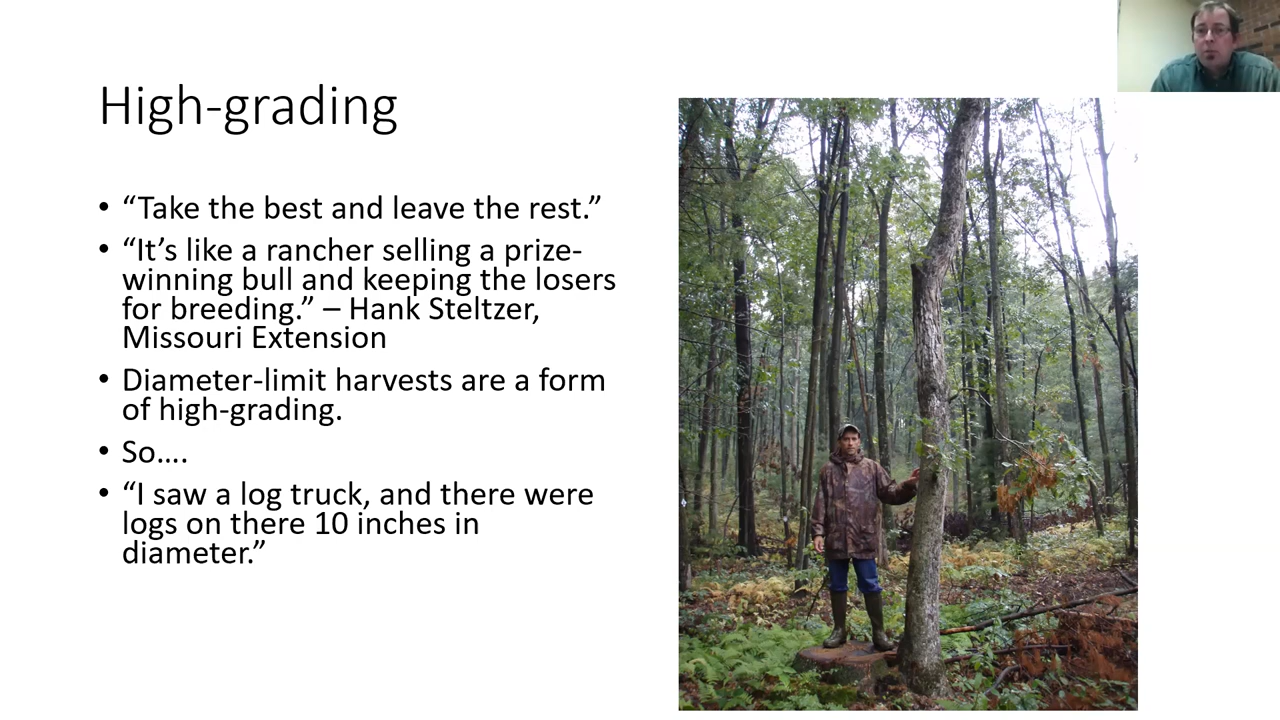 High-grading
• “Take the best and leave the rest.”
• “It’s like a rancher selling a prize-
winning bull and keeping the losers
for breeding.” – Hank Steltzer,
Missouri Extension
• Diameter-limit harvests are a form
of high-grading.
• So….
• “I saw a log truck, and there were
logs on there 10 inches in
diameter.”